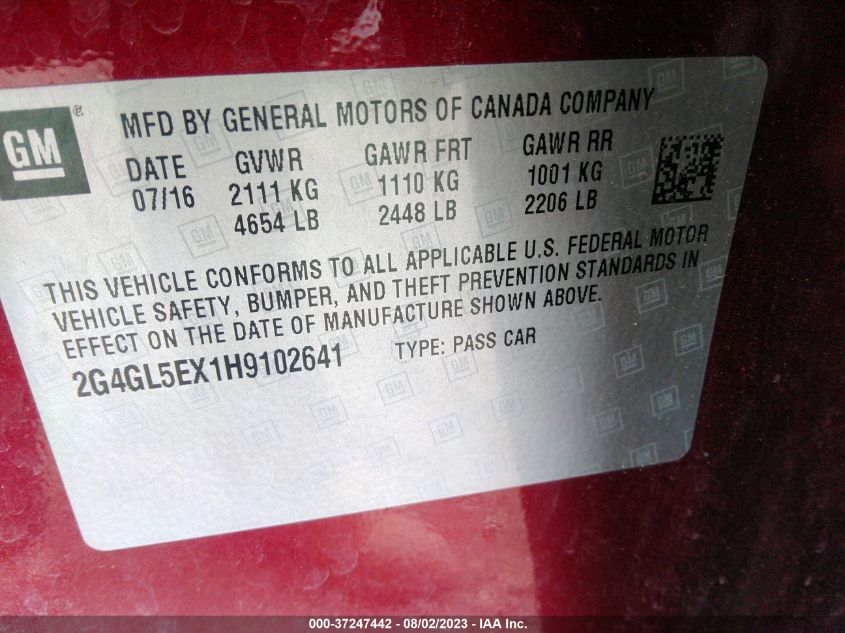 GM ®
MFD BY GENERAL MOTORS OF CANADA COMPANY
DATE GVWR GAWR FRT GAWR RR
07/16 2111 KG 1110 KG 1001 KG
4654 LB 2448 LB 2206 LB
THIS VEHICLE CONFORMS TO ALL APPLICABLE U.S. FEDERAL MOTOR
VEHICLE SAFETY, BUMPER, AND THEFT PREVENTION STANDARDS IN
EFFECT ON THE DATE OF MANUFACTURE SHOWN ABOVE.
2G4GL5EX1H9102641 TYPE: PASS CAR
000-37247442 - 08/02/2023 - IAA Inc.